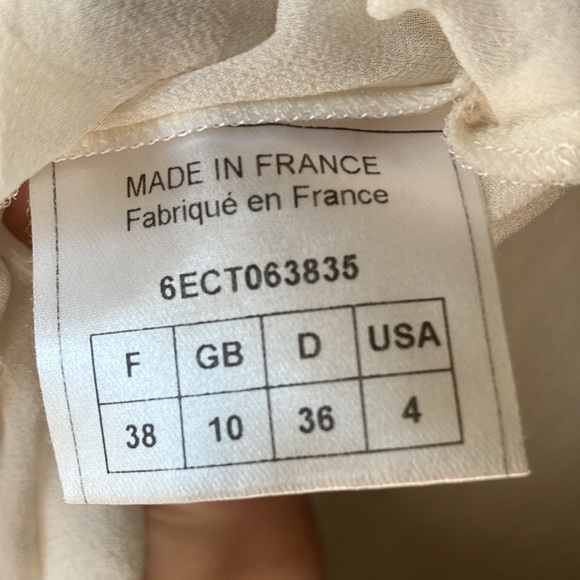 MADE IN FRANCE
Fabriqué en France
6ECT063835
F GB D USA
38 10 36 4